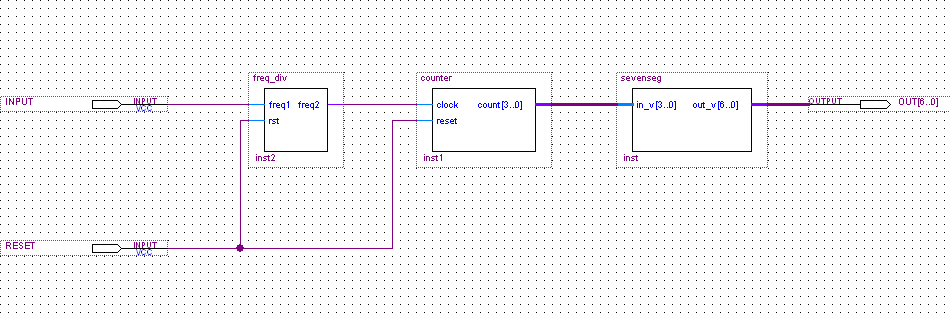 freq_div
counter
sevenseg
INPUT
INPUT
VCC
freq1 freq2
rst
inst2
clock count[3..0]
reset
inst1
in_v[3..0] out_v[6..0]
inst
OUTPUT
OUT[6..0]
RESET
INPUT
VCC